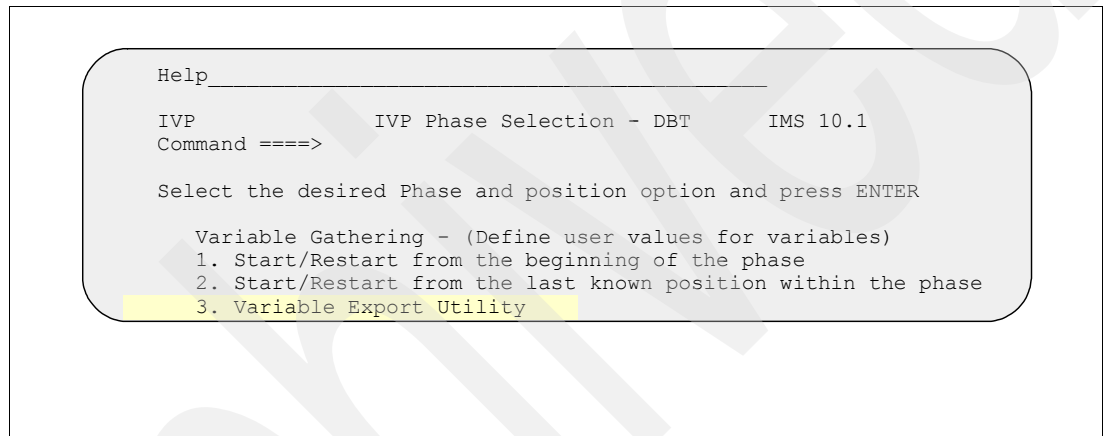 Help____________________________________________
IVP IVP Phase Selection - DBT IMS 10.1
Command ====>
Select the desired Phase and position option and press ENTER
Variable Gathering - (Define user values for variables)
1. Start/Restart from the beginning of the phase
2. Start/Restart from the last known position within the phase
3. Variable Export Utility